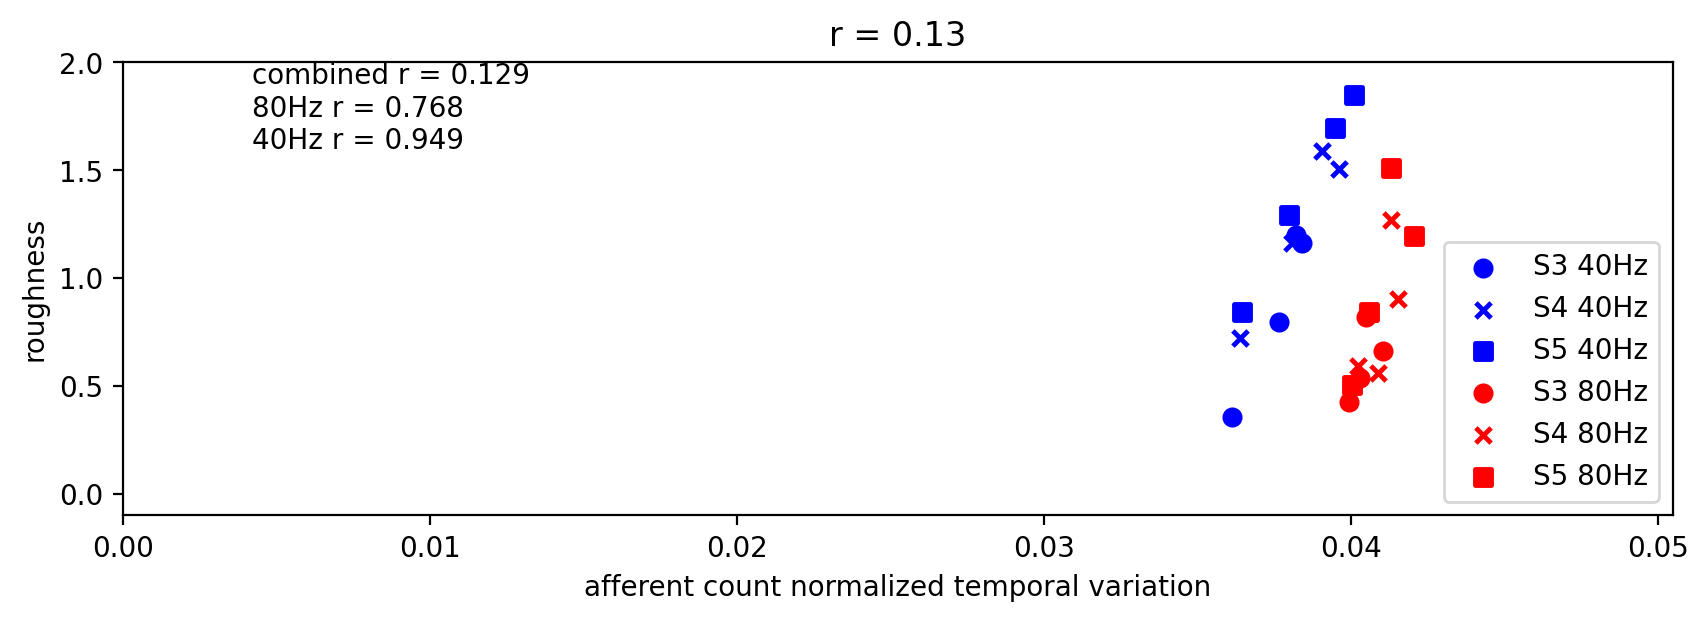 r = 0.13
combined r = 0.129
80Hz r = 0.768
40Hz r = 0.949
2.0
1.5
1.0
0.5
0.0
roughness
S3 40Hz
S4 40Hz
S5 40Hz
S3 80Hz
S4 80Hz
S5 80Hz
0.00 0.01 0.02 0.03 0.04 0.05
afferent count normalized temporal variation